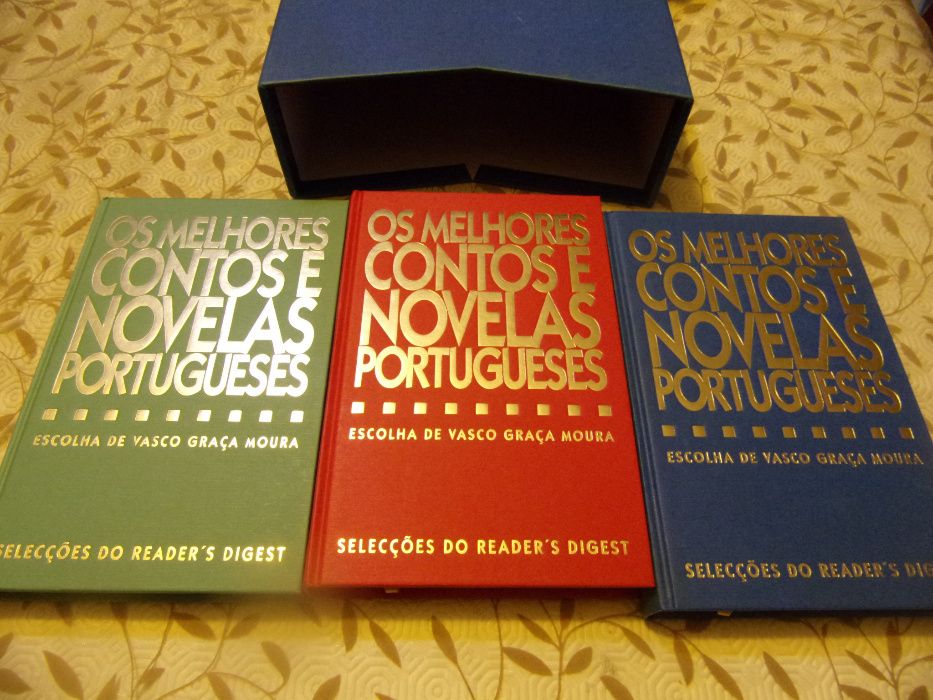 OS MELHORES
CONTOS E
NOVELAS
PORTUGUESES
ESCOLHA DE VASCO GRAÇA MOURA
SELECÇÕES DO READER´S DIGEST
OS MELHORES
CONTOS E
NOVELAS
PORTUGUESES
ESCOLHA DE VASCO GRAÇA MOURA
SELECÇÕES DO READER´S DIGEST
OS MELHORES
CONTOS E
NOVELAS
PORTUGUESES
ESCOLHA DE VASCO GRAÇA MOURA
SELECÇÕES DO READER´S DIG